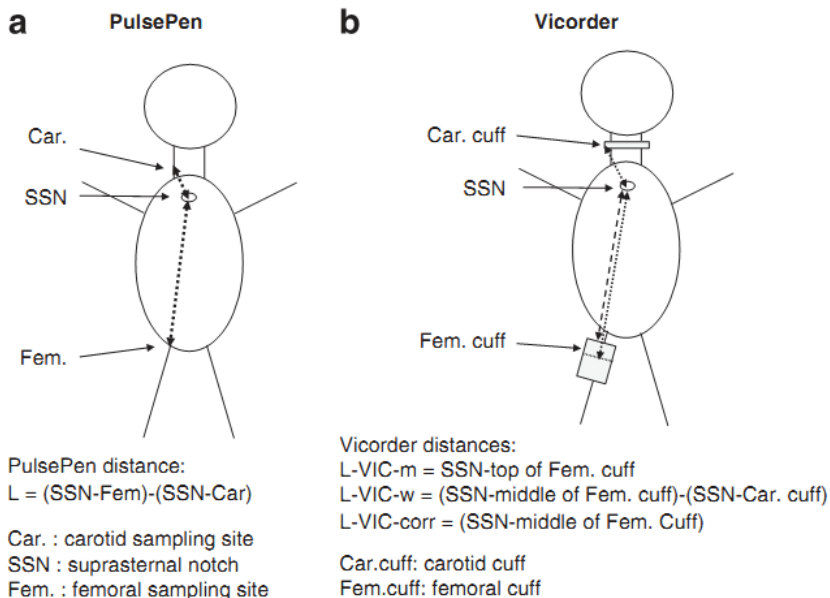 a PulsePen
Car.
SSN
Fem.
PulsePen distance:
L = (SSN-Fem)-(SSN-Car)
Car. : carotid sampling site
SSN : suprasternal notch
Fem. : femoral sampling site
b Vicorder
Car. cuff
SSN
Fem. cuff
Vicorder distances:
L-VIC-m = SSN-top of Fem. cuff
L-VIC-w = (SSN-middle of Fem. cuff)-(SSN-Car. cuff)
L-VIC-corr = (SSN-middle of Fem. Cuff)
Car.cuff: carotid cuff
Fem.cuff: femoral cuff